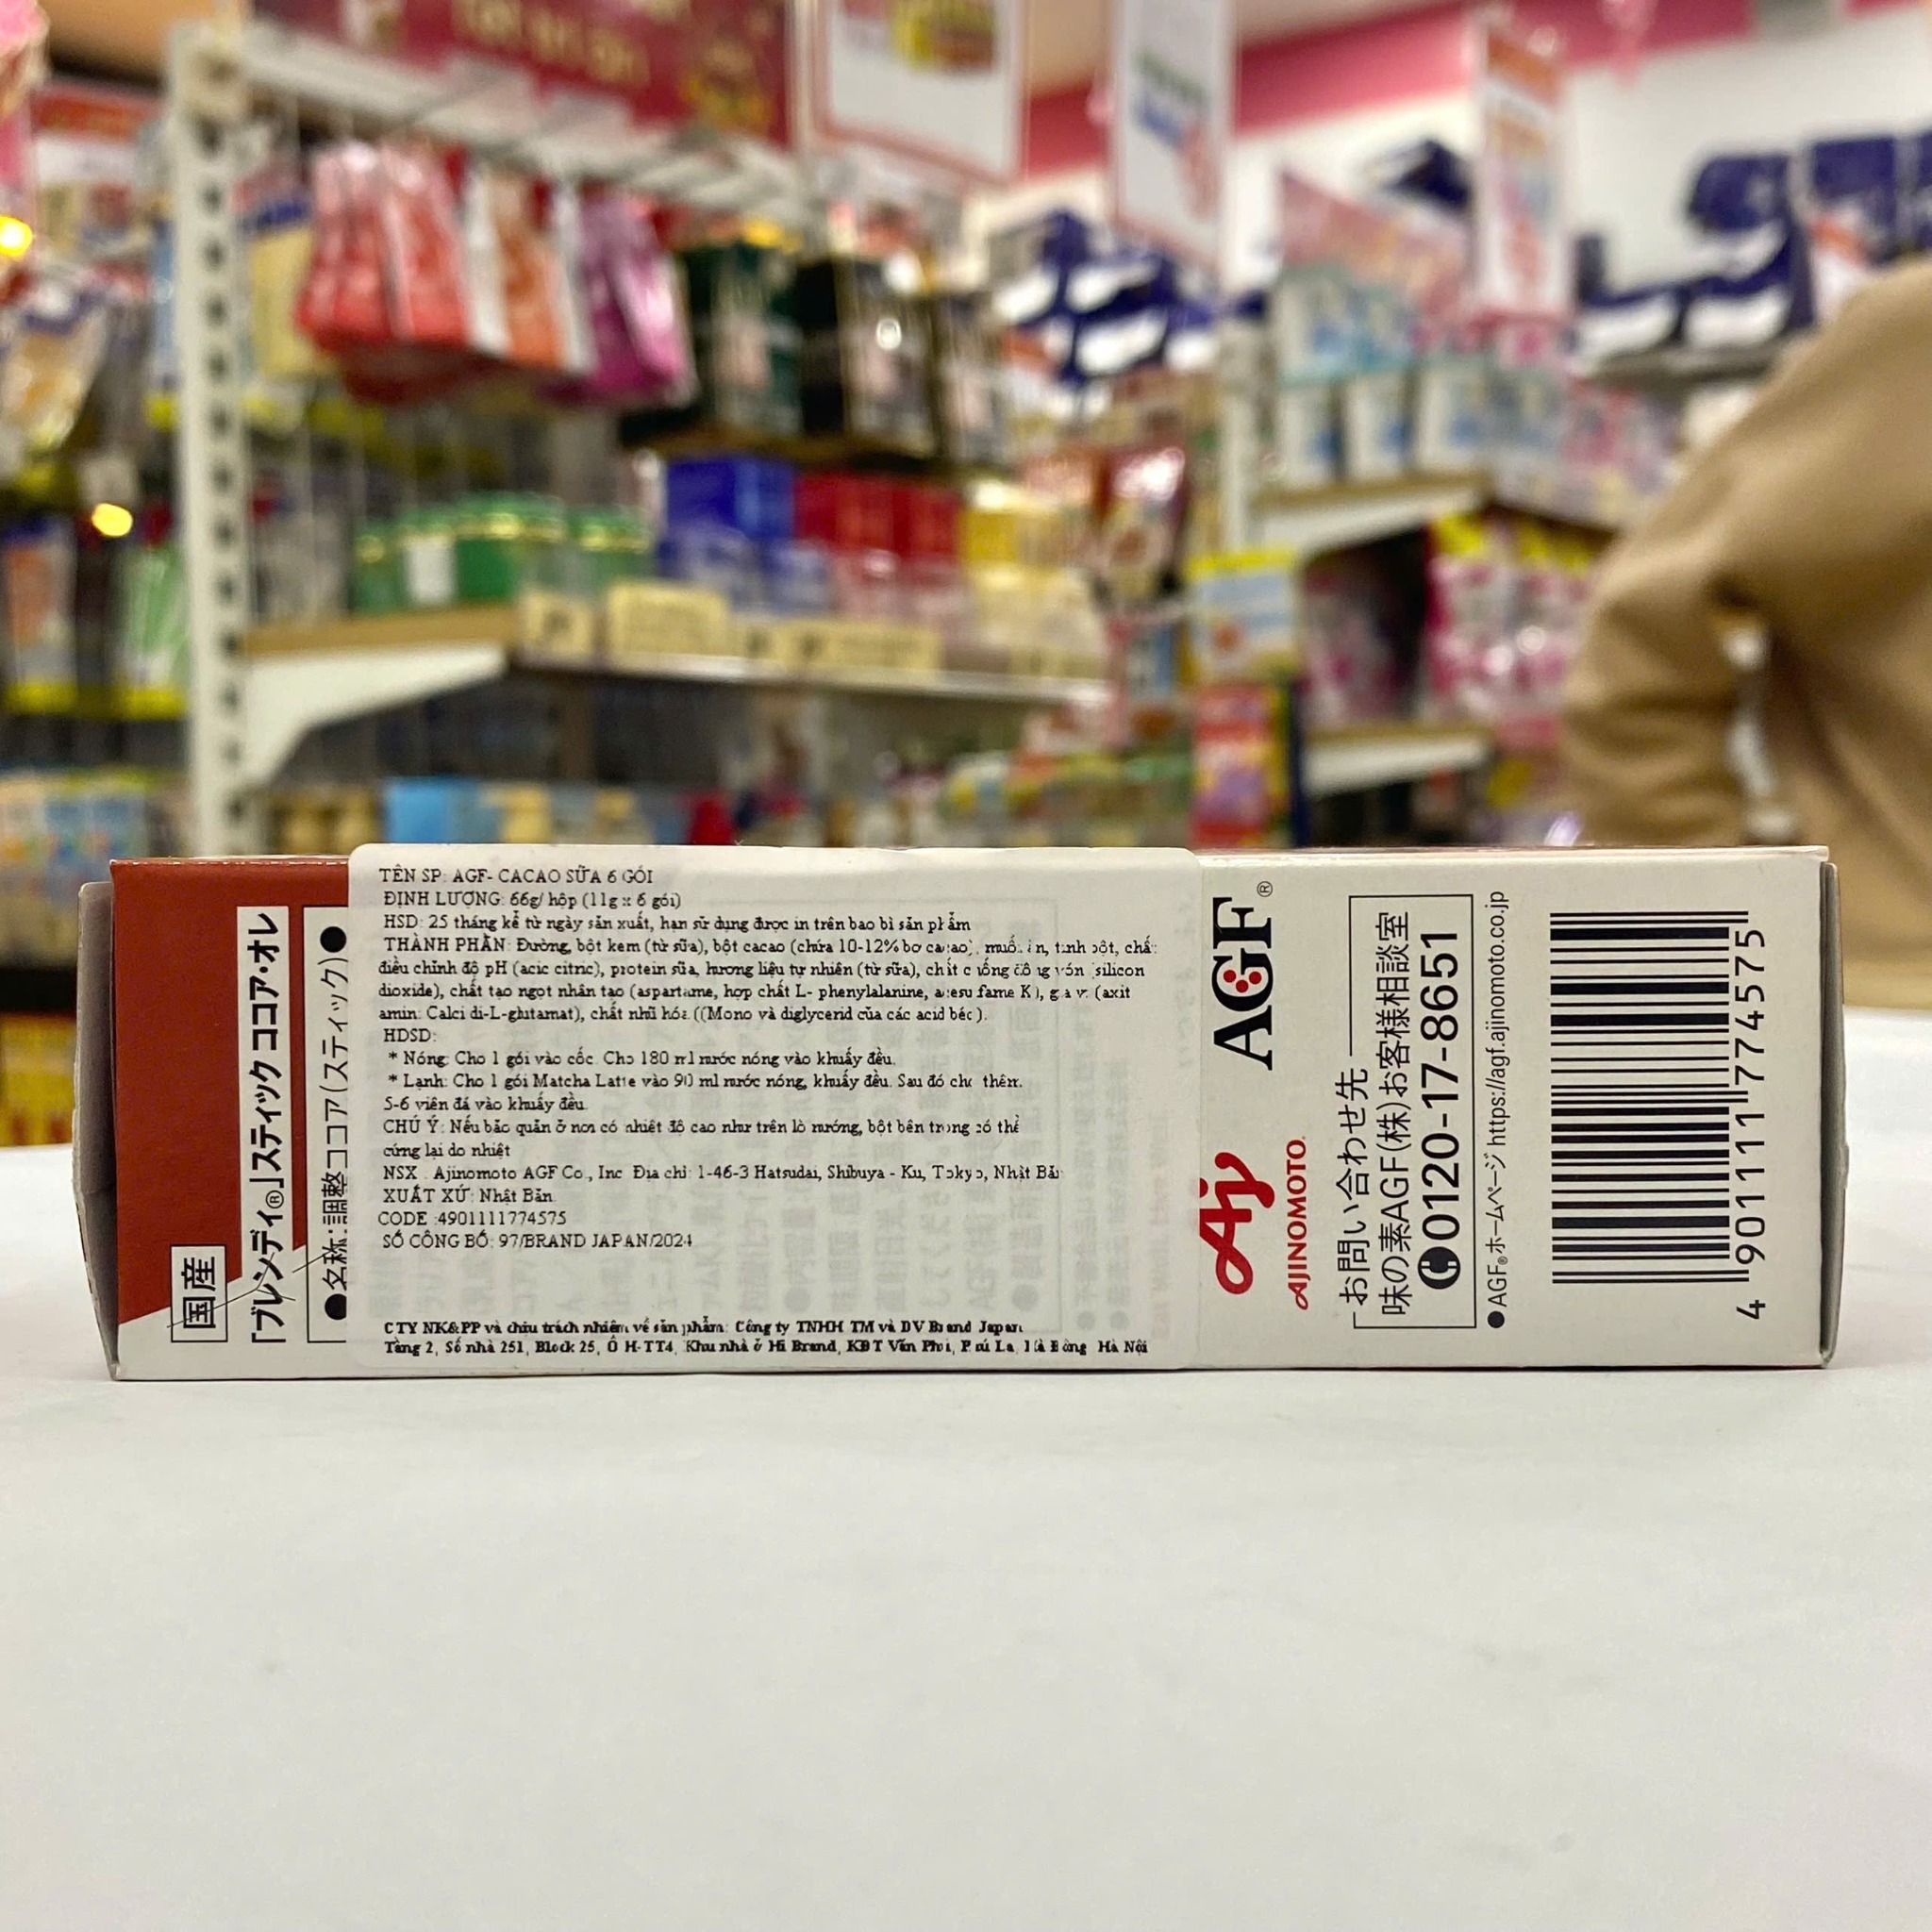 TÊN SP: AGF- CACAO SỮA 6 GÓI
ĐỊNH LƯỢNG: 66g/ hộp (11g x 6 gói)
HSD: 25 tháng kể từ ngày sản xuất, hạn sử dụng được in trên bao bì sản phẩm
THÀNH PHẦN: Đường, bột kem (từ sữa), bột cacao (chứa 10-12% bơ cacao), muối ăn, tinh bột, chất
điều chỉnh độ pH (acic citric), protein sữa, hương liệu tự nhiên (từ sữa), chất chống đông vón (silicon
dioxide), chất tạo ngọt nhân tạo (aspartame, hợp chất L- phenylalanine, acesulfame K), gia vị (axit
amin: Calci di-L-glutamat), chất nhũ hóa ((Mono và diglycerid của các acid béo).
HDSD:
* Nóng: Cho 1 gói vào cốc. Cho 180 ml nước nóng vào khuấy đều.
* Lạnh: Cho 1 gói Matcha Latte vào 90 ml nước nóng, khuấy đều. Sau đó cho thêm.
5-6 viên đá vào khuấy đều.
CHÚ Ý: Nếu bảo quản ở nơi có nhiệt độ cao như trên lò nướng, bột bên trong có thể
cứng lại do nhiệt
NSX : Ajinomoto AGF Co., Inc Địa chỉ: 1-46-3 Hatsudai, Shibuya - Ku, Tokyo, Nhật Bản
XUẤT XỨ: Nhật Bản.
CODE :4901111774575
SỐ CÔNG BỐ: 97/BRAND JAPAN/2024
CTY NK&PP và chịu trách nhiệm về sản phẩm: Công ty TNHH TM và DV Brand Japan
Tầng 2, Số nhà 251, Block 25, Ô H-TT4, Khu nhà ở Hi Brand, KĐT Văn Phú, P. Phú La, Hà Đông Hà Nội
国産
「ブレンディ®」スティック ココア・オレ
●名称:調整ココア(スティック)●
AGF®
Ajinomoto
AJINOMOTO.
お問い合わせ先
味の素AGF(株)お客様相談室
0120-17-8651
●AGF®ホームページ https://agf.ajinomoto.co.jp
4 901111 774575